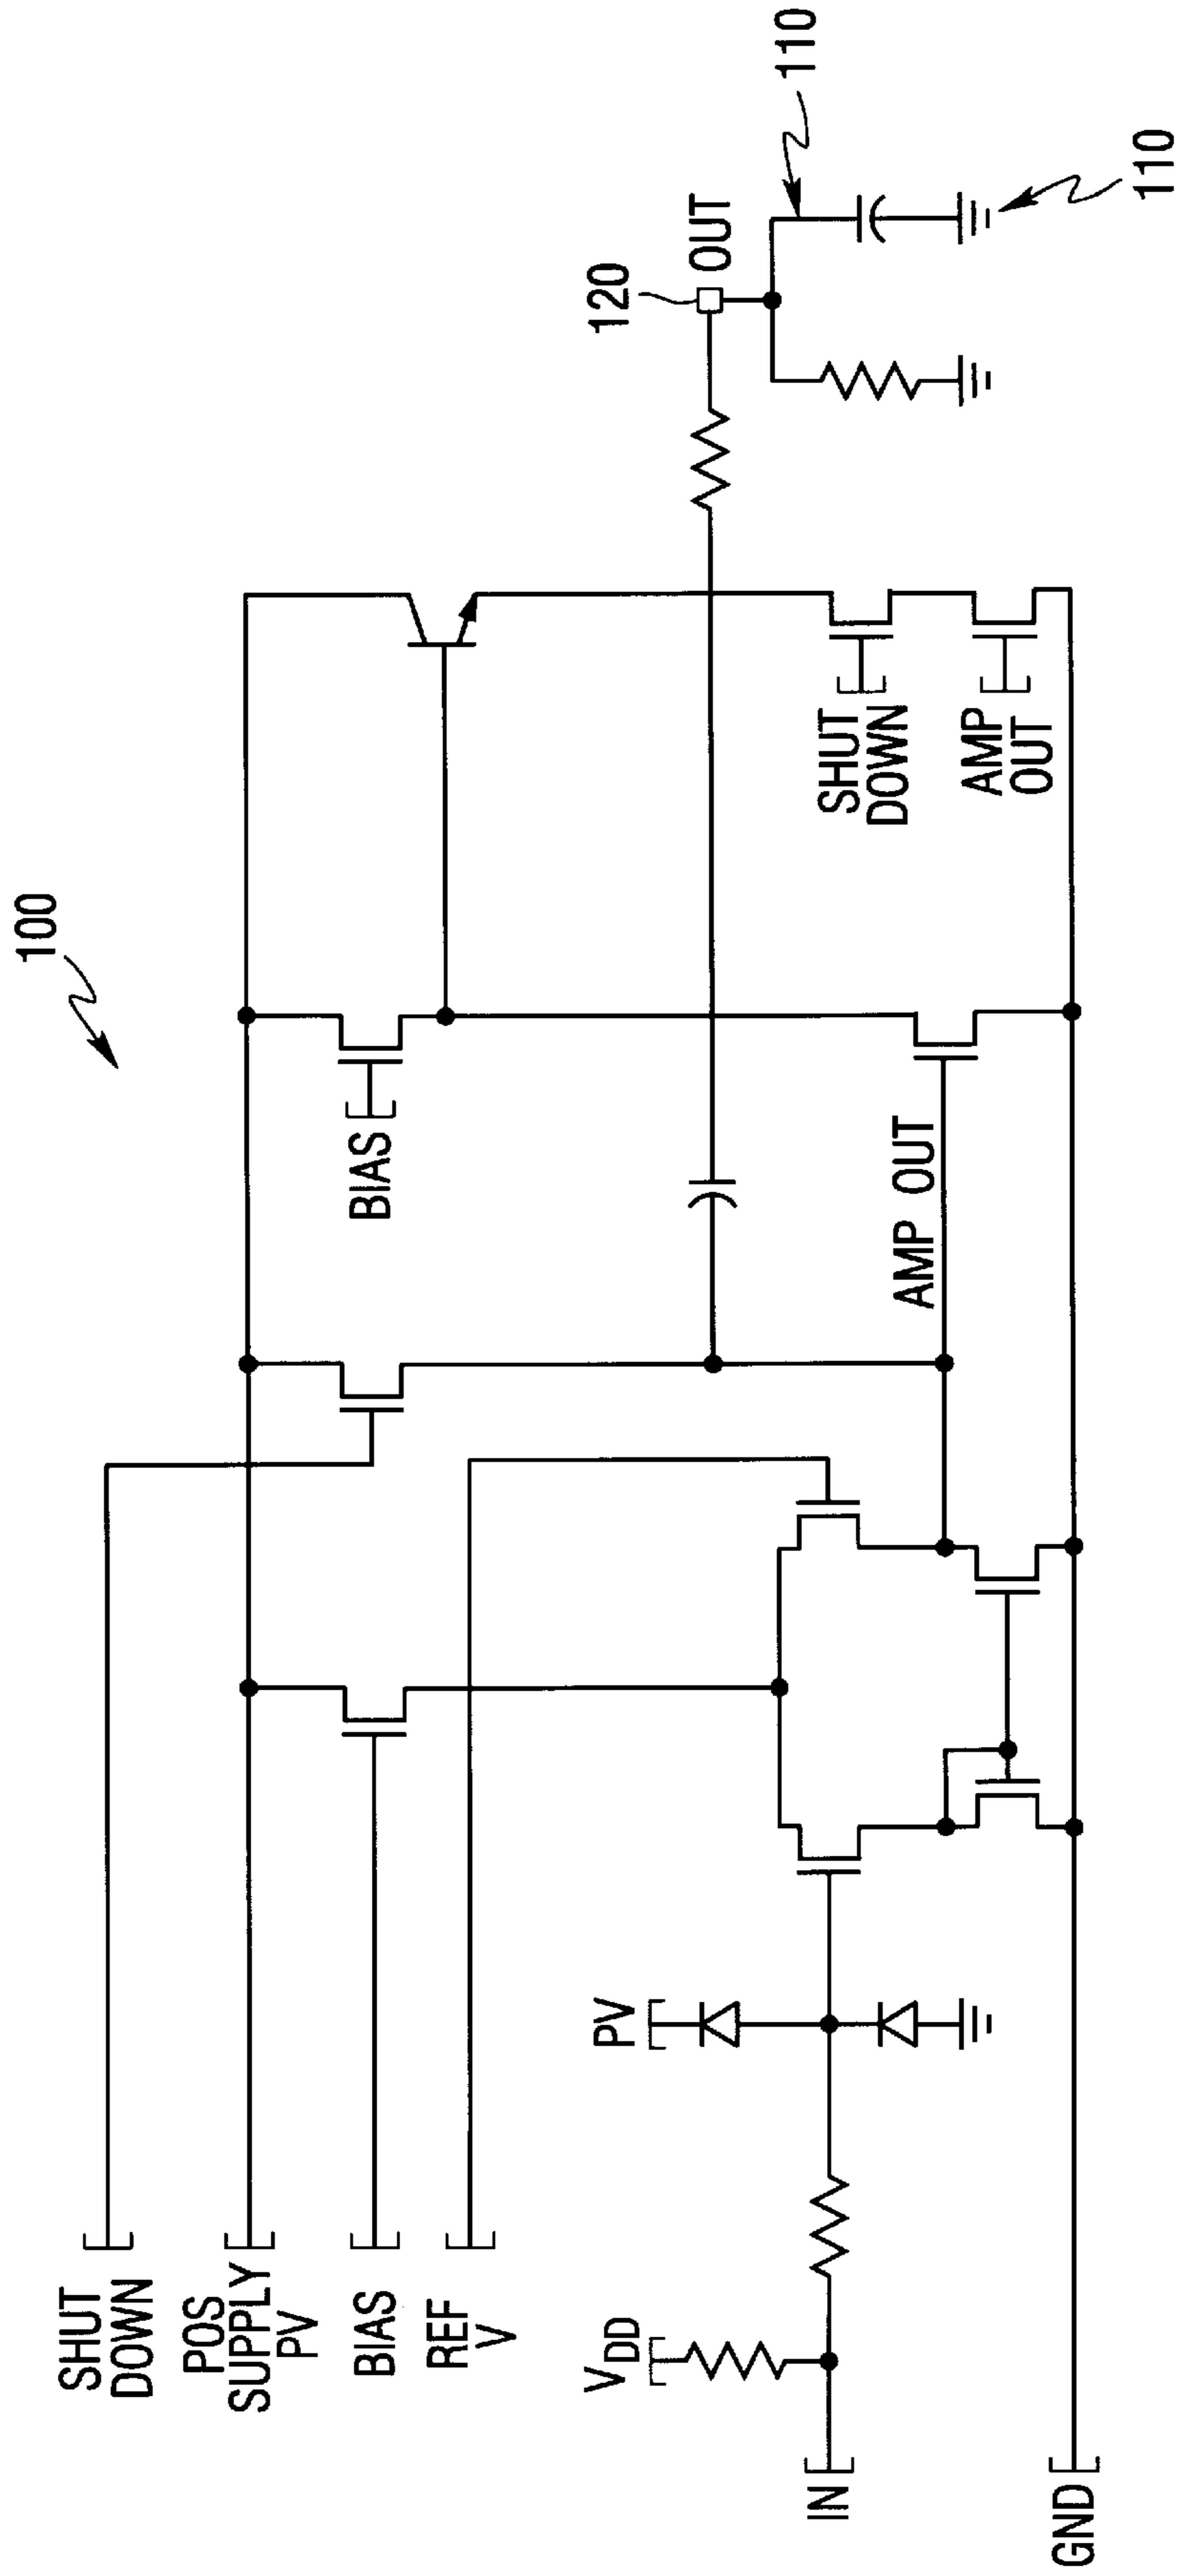 100
SHUT
DOWN
POS
SUPPLY
PV
BIAS
REF
V
BIAS
120
OUT
110
110
V DD
PV
IN
GND
AMP OUT
SHUT
DOWN
AMP
OUT